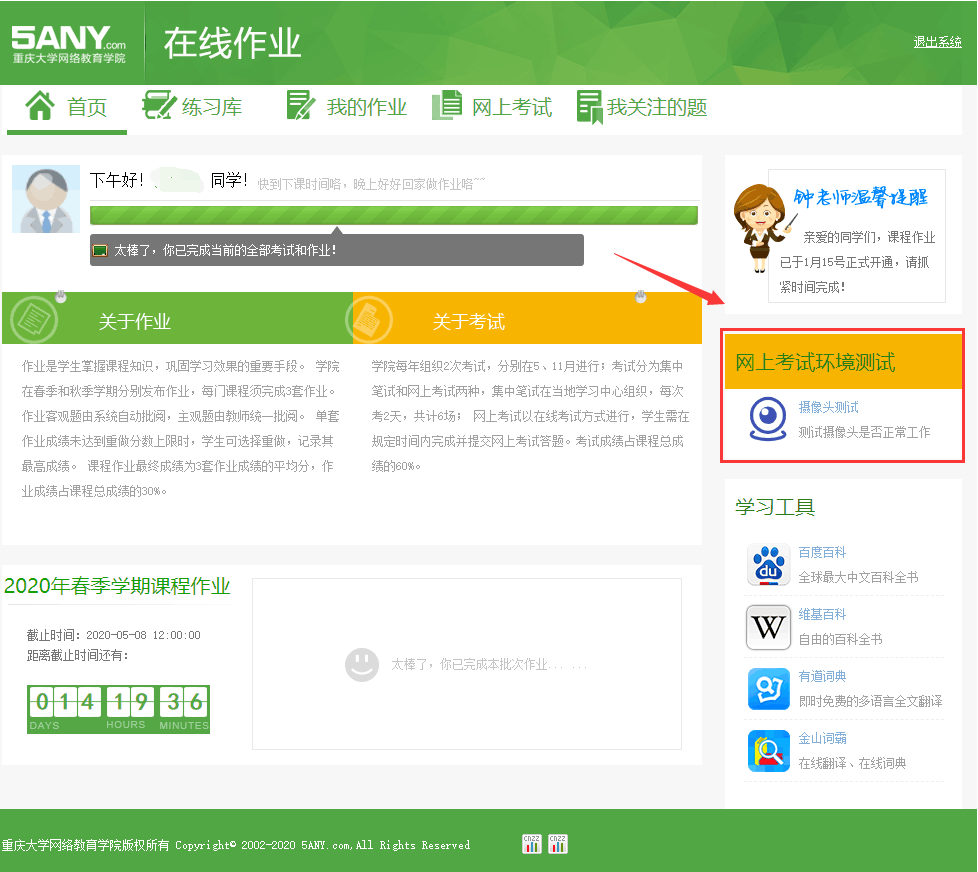 5ANY.com
重庆大学网络教育学院
在线作业
退出系统
首页
练习库
我的作业
网上考试
我关注的题
下午好！ 同学！ 快到下课时间咯，晚上好好回家做作业咯~~
太棒了，你已完成当前的全部考试和作业！
关于作业
作业是学生掌握课程知识，巩固学习效果的重要手段。 学院
在春季和秋季学期分别发布作业，每门课程须完成3套作业。
作业客观题由系统自动批阅，主观题由教师统一批阅。 单套
作业成绩未达到重做分数上限时，学生可选择重做，记录其
最高成绩。 课程作业最终成绩为3套作业成绩的平均分，作
业成绩占课程总成绩的30%。
关于考试
学院每年组织2次考试，分别在5、11月进行；考试分为集中
笔试和网上考试两种，集中笔试在当地学习中心组织，每次
考2天，共计6场； 网上考试以在线考试方式进行，学生需在
规定时间内完成并提交网上考试答题。考试成绩占课程总成
绩的60%。
钟老师温馨提醒
亲爱的同学们，课程作业
已于1月15号正式开通，请抓
紧时间完成！
网上考试环境测试
摄像头测试
测试摄像头是否正常工作
学习工具
百度百科
全球最大中文百科全书
维基百科
自由的百科全书
有道词典
即时免费的多语言全文翻译
金山词霸
在线翻译、在线词典
du
W
2020年春季学期课程作业
截止时间：2020-05-08 12:00:00
距离截止时间还有：
014 19 36
DAYS HOURS MINUTES
太棒了，你已完成本批次作业... ...
重庆大学网络教育学院版权所有 Copyright© 2002-2020 5ANY.com,All Rights Reserved
CNZZ CNZZ